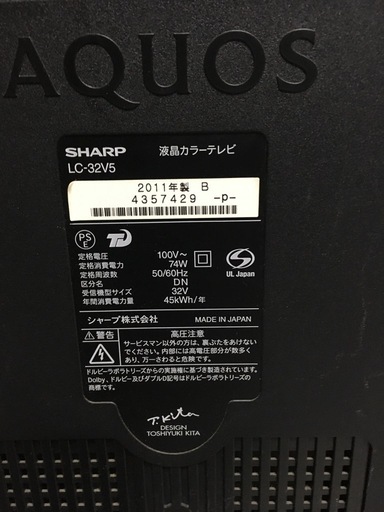 AQUOS
SHARP 液晶カラーテレビ
LC-32V5
2011年製 B
4357429 -p-
PS E
定格電圧 100V～
定格消費電力 74W
定格周波数 50/60Hz
区分名 DN
受信機型サイズ 32V
年間消費電力量 45kWh/年
UL Japan
シャープ株式会社 MADE IN JAPAN
警告 高圧注意
サービスマン以外の方は、裏ぶたをあけないで
ください。内部には高電圧部分が数多く
あり、万一さわると危険です。
ドルビーラボラトリーズからの実施権に基づき製造されています。
Dolby、ドルビー及びダブルD記号はドルビーラボラトリーズの商標です。
T. Kita
DESIGN
TOSHIYUKI KITA